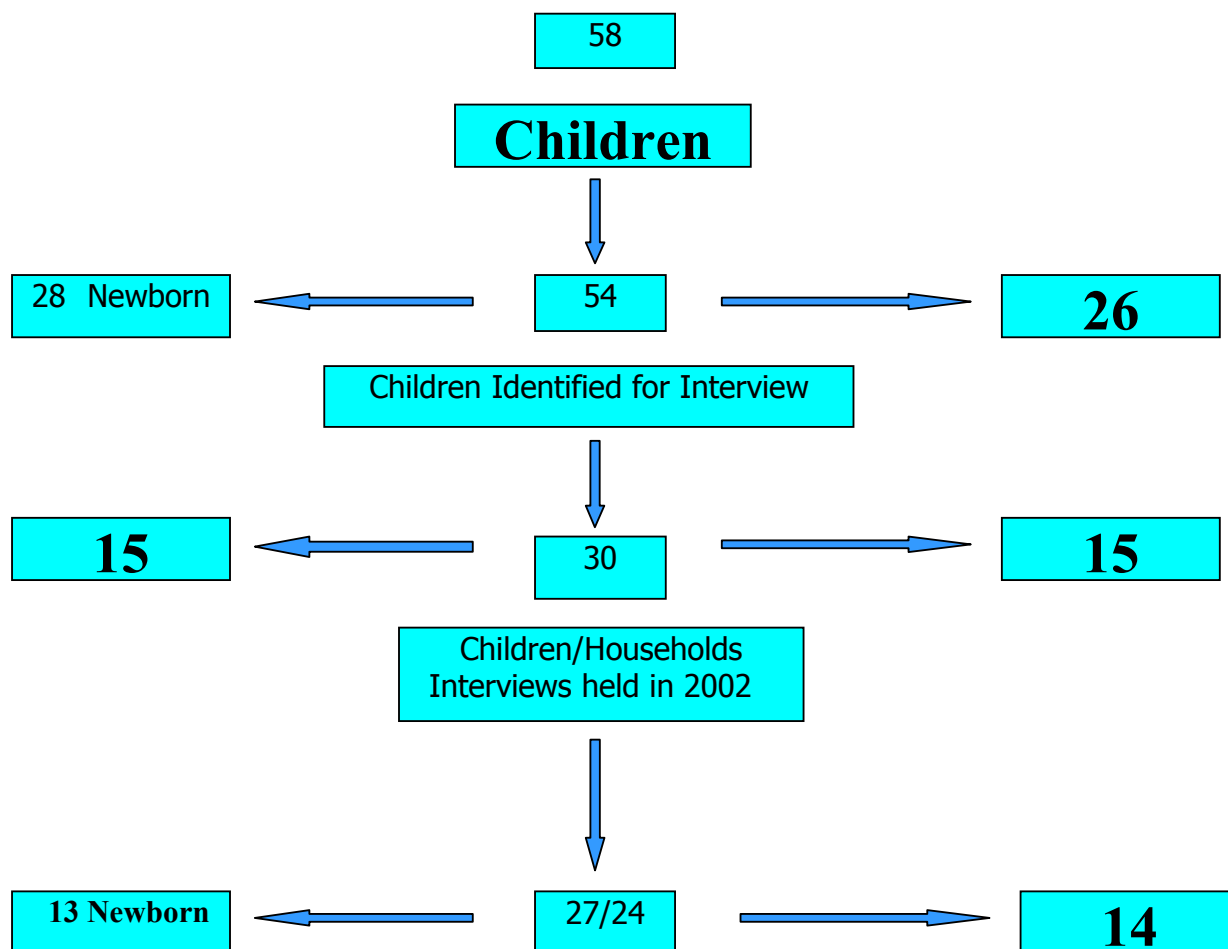 58
Children
28 Newborn
54
26
Children Identified for Interview
15
30
15
Children/Households
Interviews held in 2002
13 Newborn
27/24
14